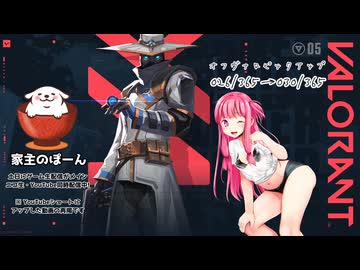 05
VALORANT
オフヴァロピックアップ
026/365→030/365
家主のぽーん
土日にゲーム生配信がメイン
ニコ生・YouTube同時配信中!
※YouTubeショートに
アップした動画の再掲です